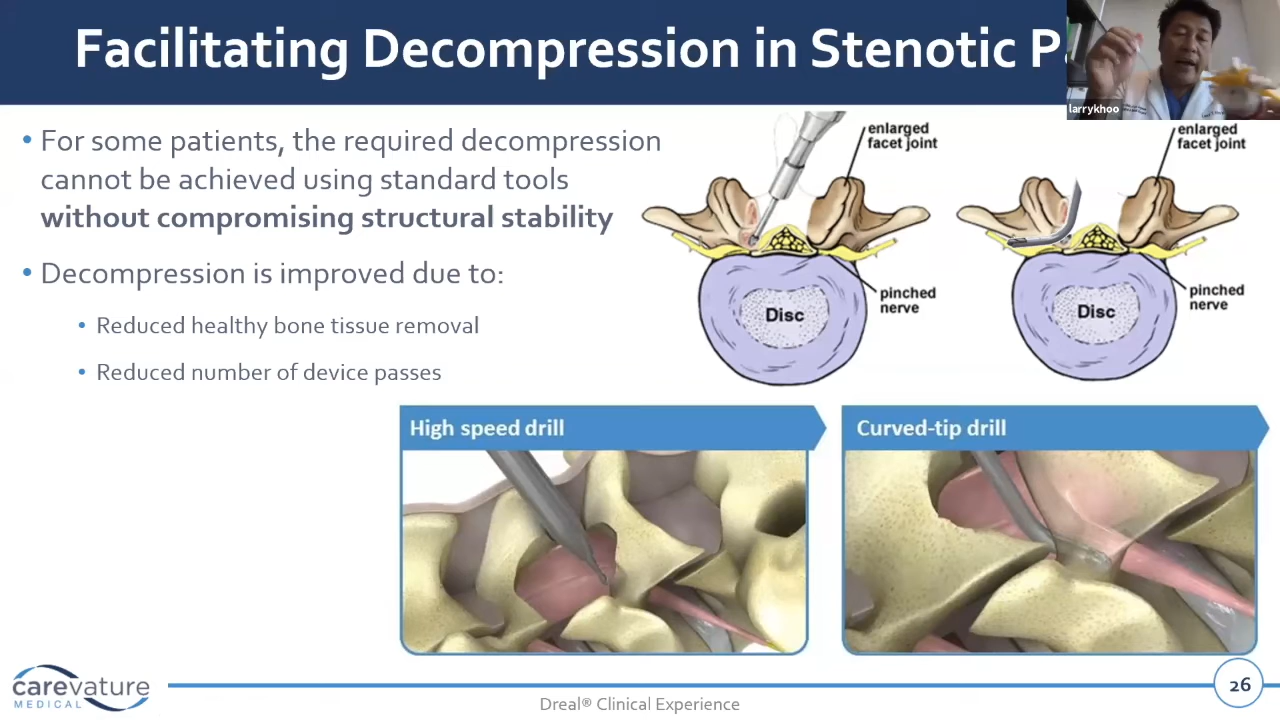 Facilitating Decompression in Stenotic
larrykhoo
• For some patients, the required decompression
cannot be achieved using standard tools
without compromising structural stability
• Decompression is improved due to:
• Reduced healthy bone tissue removal
• Reduced number of device passes
enlarged
facet joint
pinched
nerve
Disc
enlarged
facet joint
pinched
nerve
Disc
High speed drill
Curved-tip drill
carevature
MEDICAL
Dreal® Clinical Experience
26